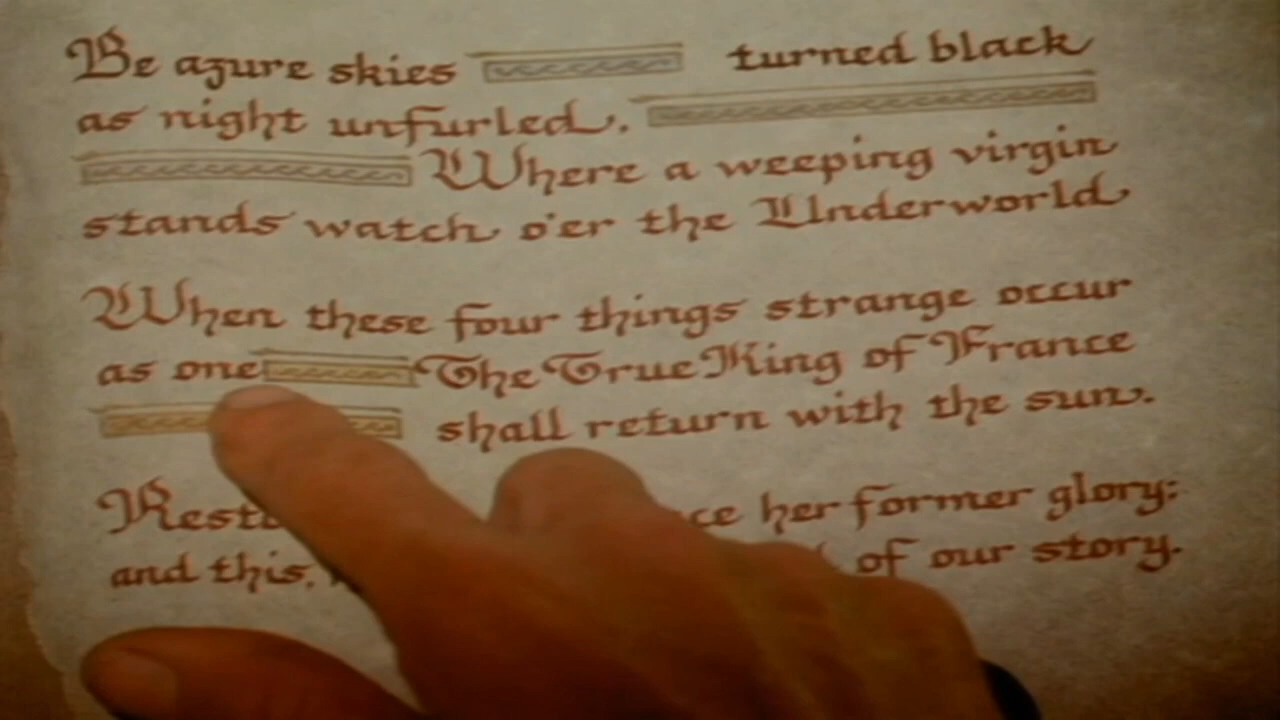 Be azure skies turned black
as night unfurled,
Where a weeping virgin
stands watch o'er the Underworld
When these four things strange occur
as one The True King of France
shall return with the sun.
her former glory:
and this, of our story.